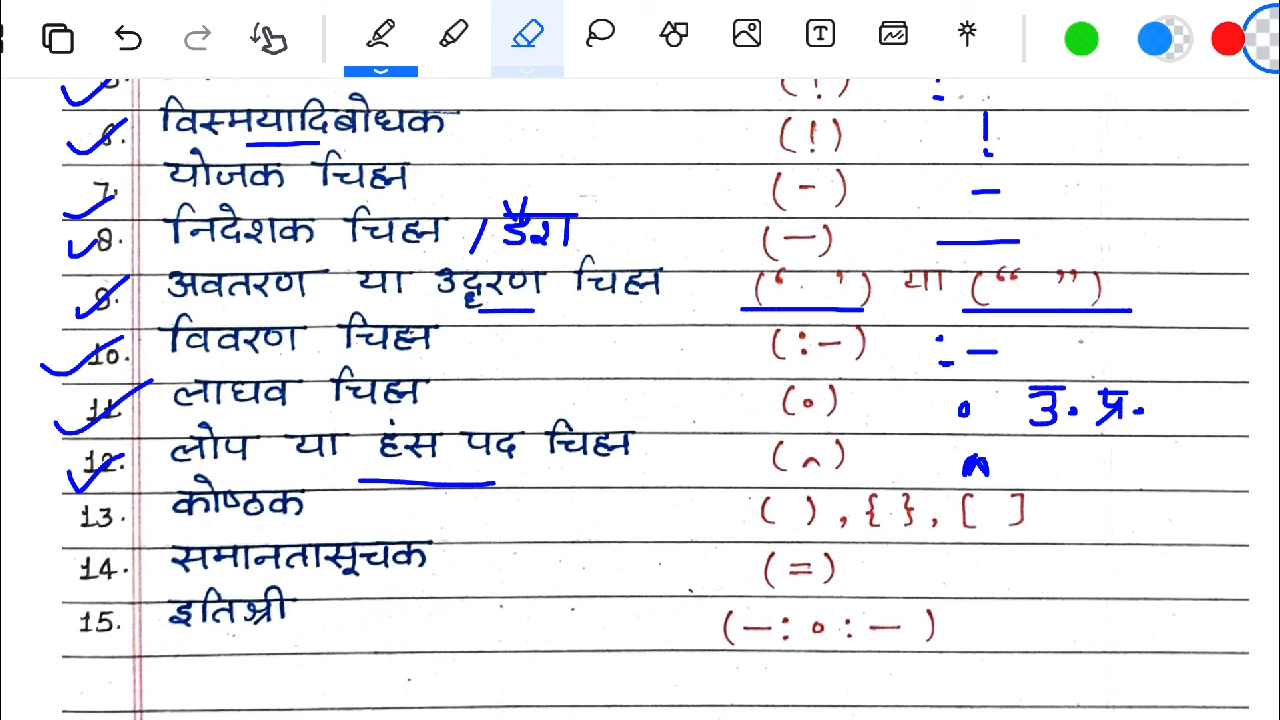 (!) :
6. विस्मयादिबोधक (!) !
7. योजक चिह्म (-) -
8. निदेशक चिह्म / डैश (—) —
9. अवतरण या उद्धरण चिह्म (‘ ’) या (“ ”)
10. विवरण चिह्म (:-) :-
11. लाघव चिह्म (०) ० उ. प्र.
12. लोप या हंस पद चिह्म (^) ^
13. कोष्ठक ( ), { }, [ ]
14. समानतासूचक (=)
15. इतिश्री (—:०:—)